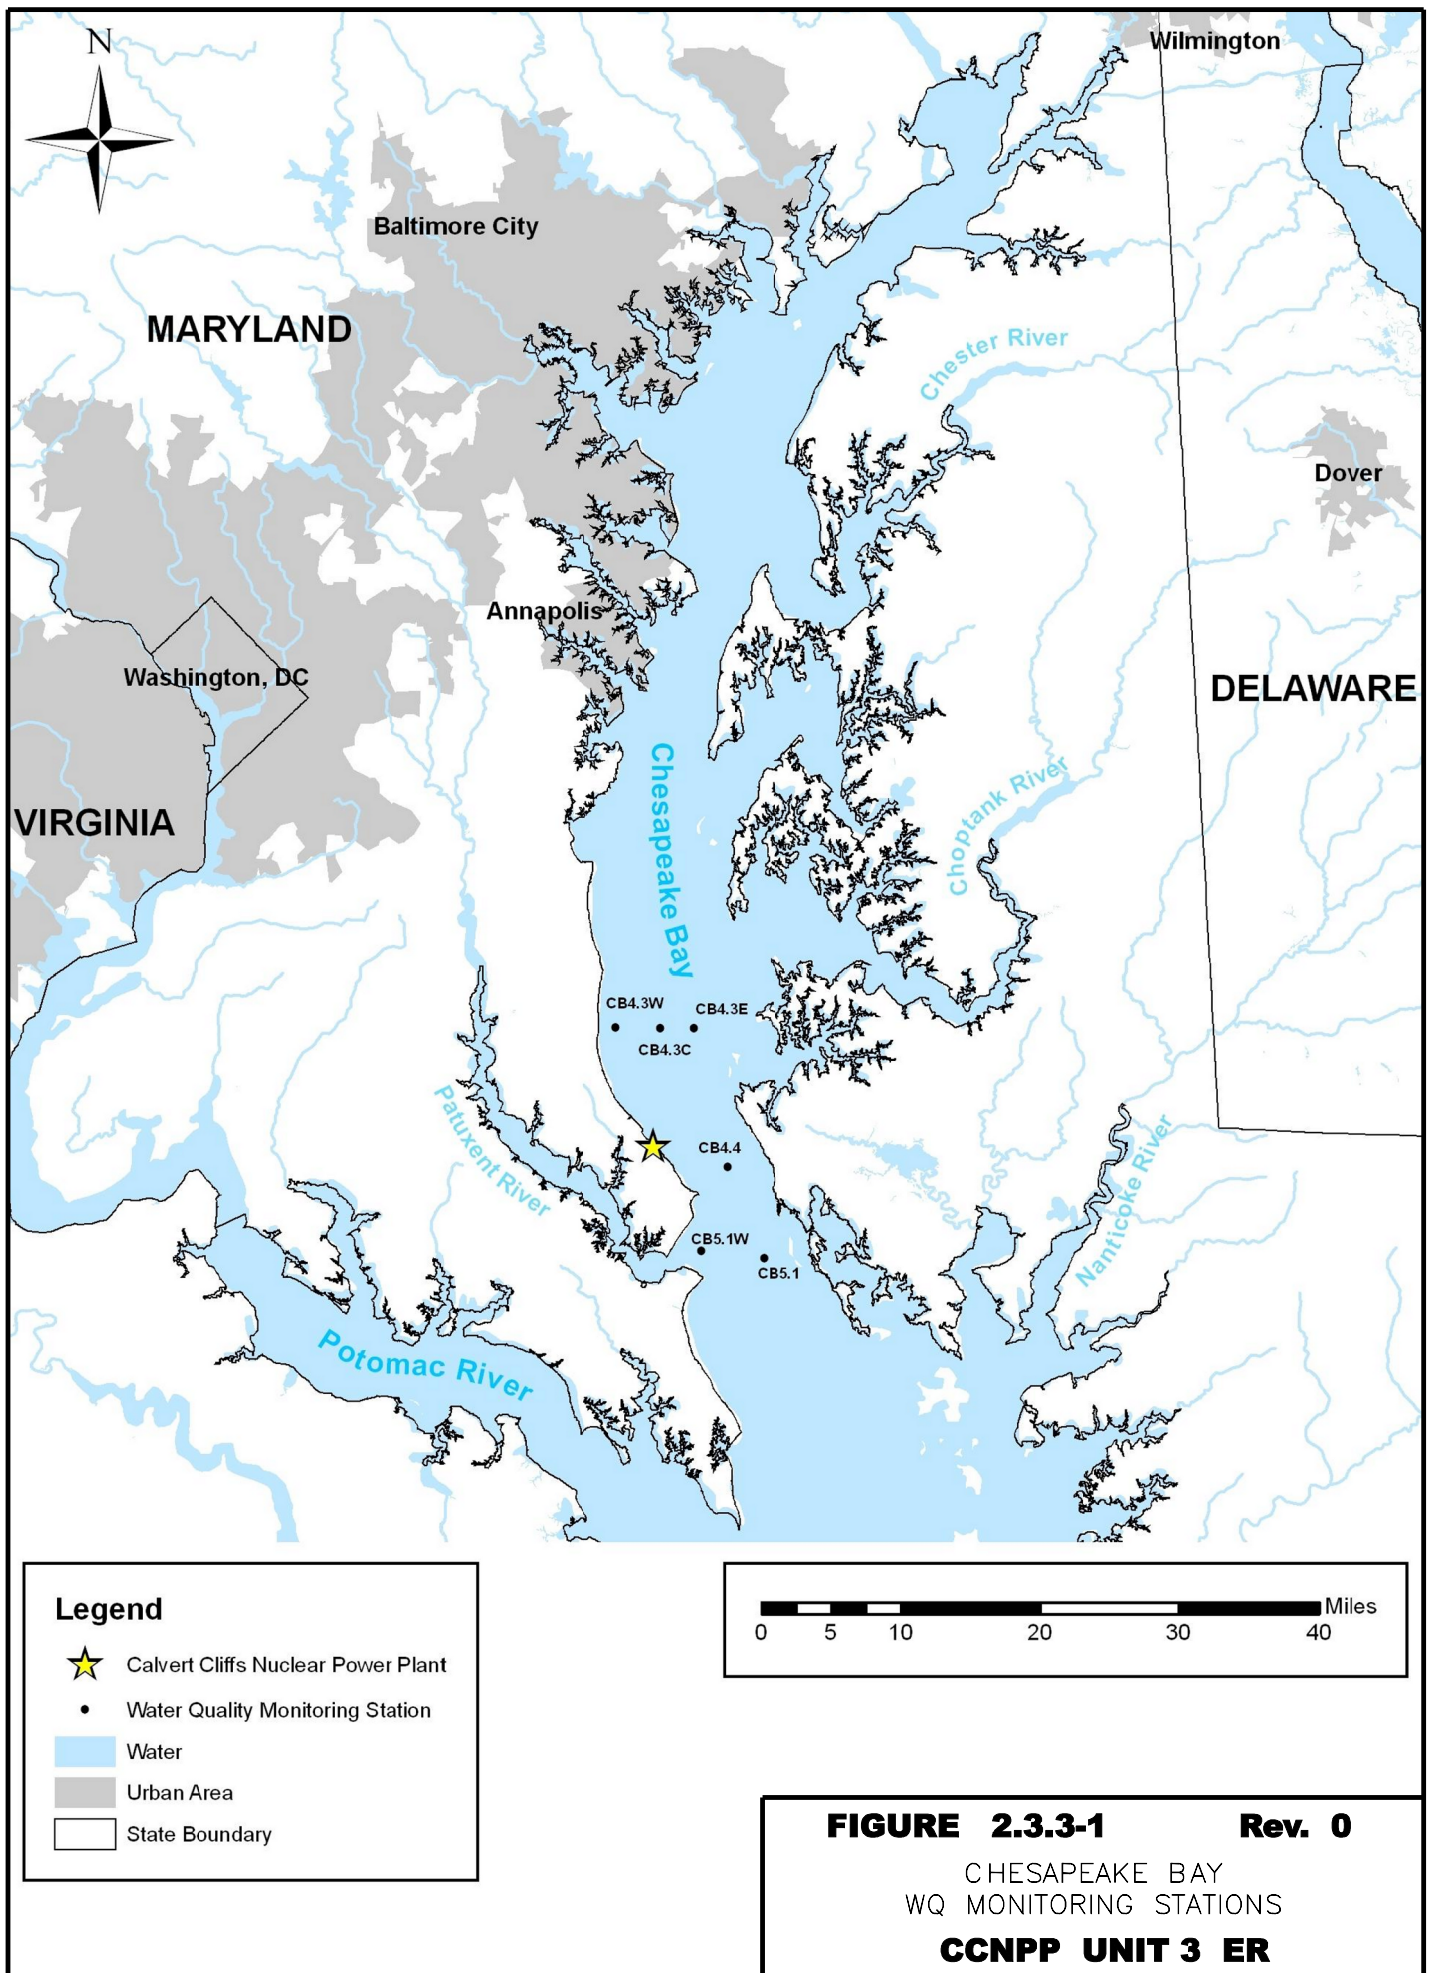 N
Wilmington
Baltimore City
MARYLAND
Chester River
Dover
Annapolis
Washington, DC
DELAWARE
Chesapeake Bay
VIRGINIA
Choptank River
CB4.3W
CB4.3E
CB4.3C
Patuxent River
CB4.4
Nanticoke River
CB5.1W
CB5.1
Potomac River
Legend
Calvert Cliffs Nuclear Power Plant
Water Quality Monitoring Station
Water
Urban Area
State Boundary
Miles
0 5 10 20 30 40
FIGURE 2.3.3-1 Rev. 0
CHESAPEAKE BAY
WQ MONITORING STATIONS
CCNPP UNIT 3 ER